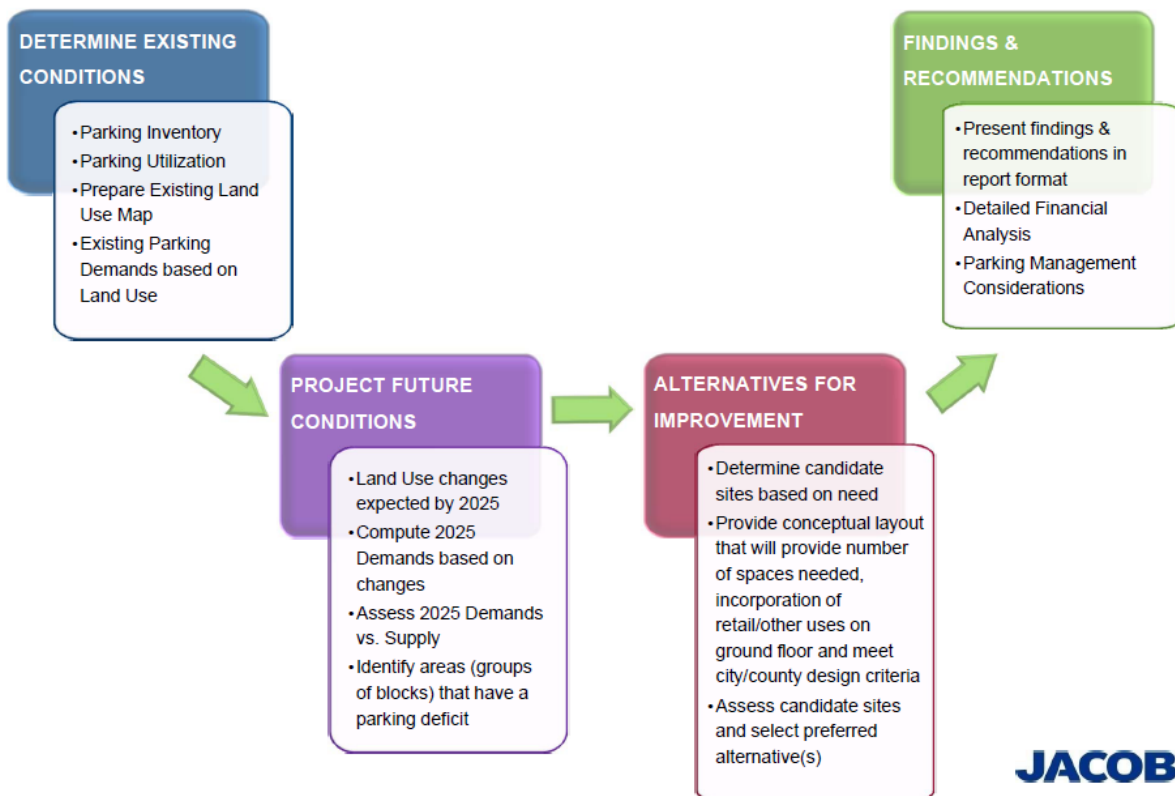 DETERMINE EXISTING
CONDITIONS
•Parking Inventory
•Parking Utilization
•Prepare Existing Land
Use Map
•Existing Parking
Demands based on
Land Use
PROJECT FUTURE
CONDITIONS
•Land Use changes
expected by 2025
•Compute 2025
Demands based on
changes
•Assess 2025 Demands
vs. Supply
•Identify areas (groups
of blocks) that have a
parking deficit
ALTERNATIVES FOR
IMPROVEMENT
•Determine candidate
sites based on need
•Provide conceptual layout
that will provide number
of spaces needed,
incorporation of
retail/other uses on
ground floor and meet
city/county design criteria
•Assess candidate sites
and select preferred
alternative(s)
FINDINGS &
RECOMMENDATIONS
•Present findings &
recommendations in
report format
•Detailed Financial
Analysis
•Parking Management
Considerations
JACOB